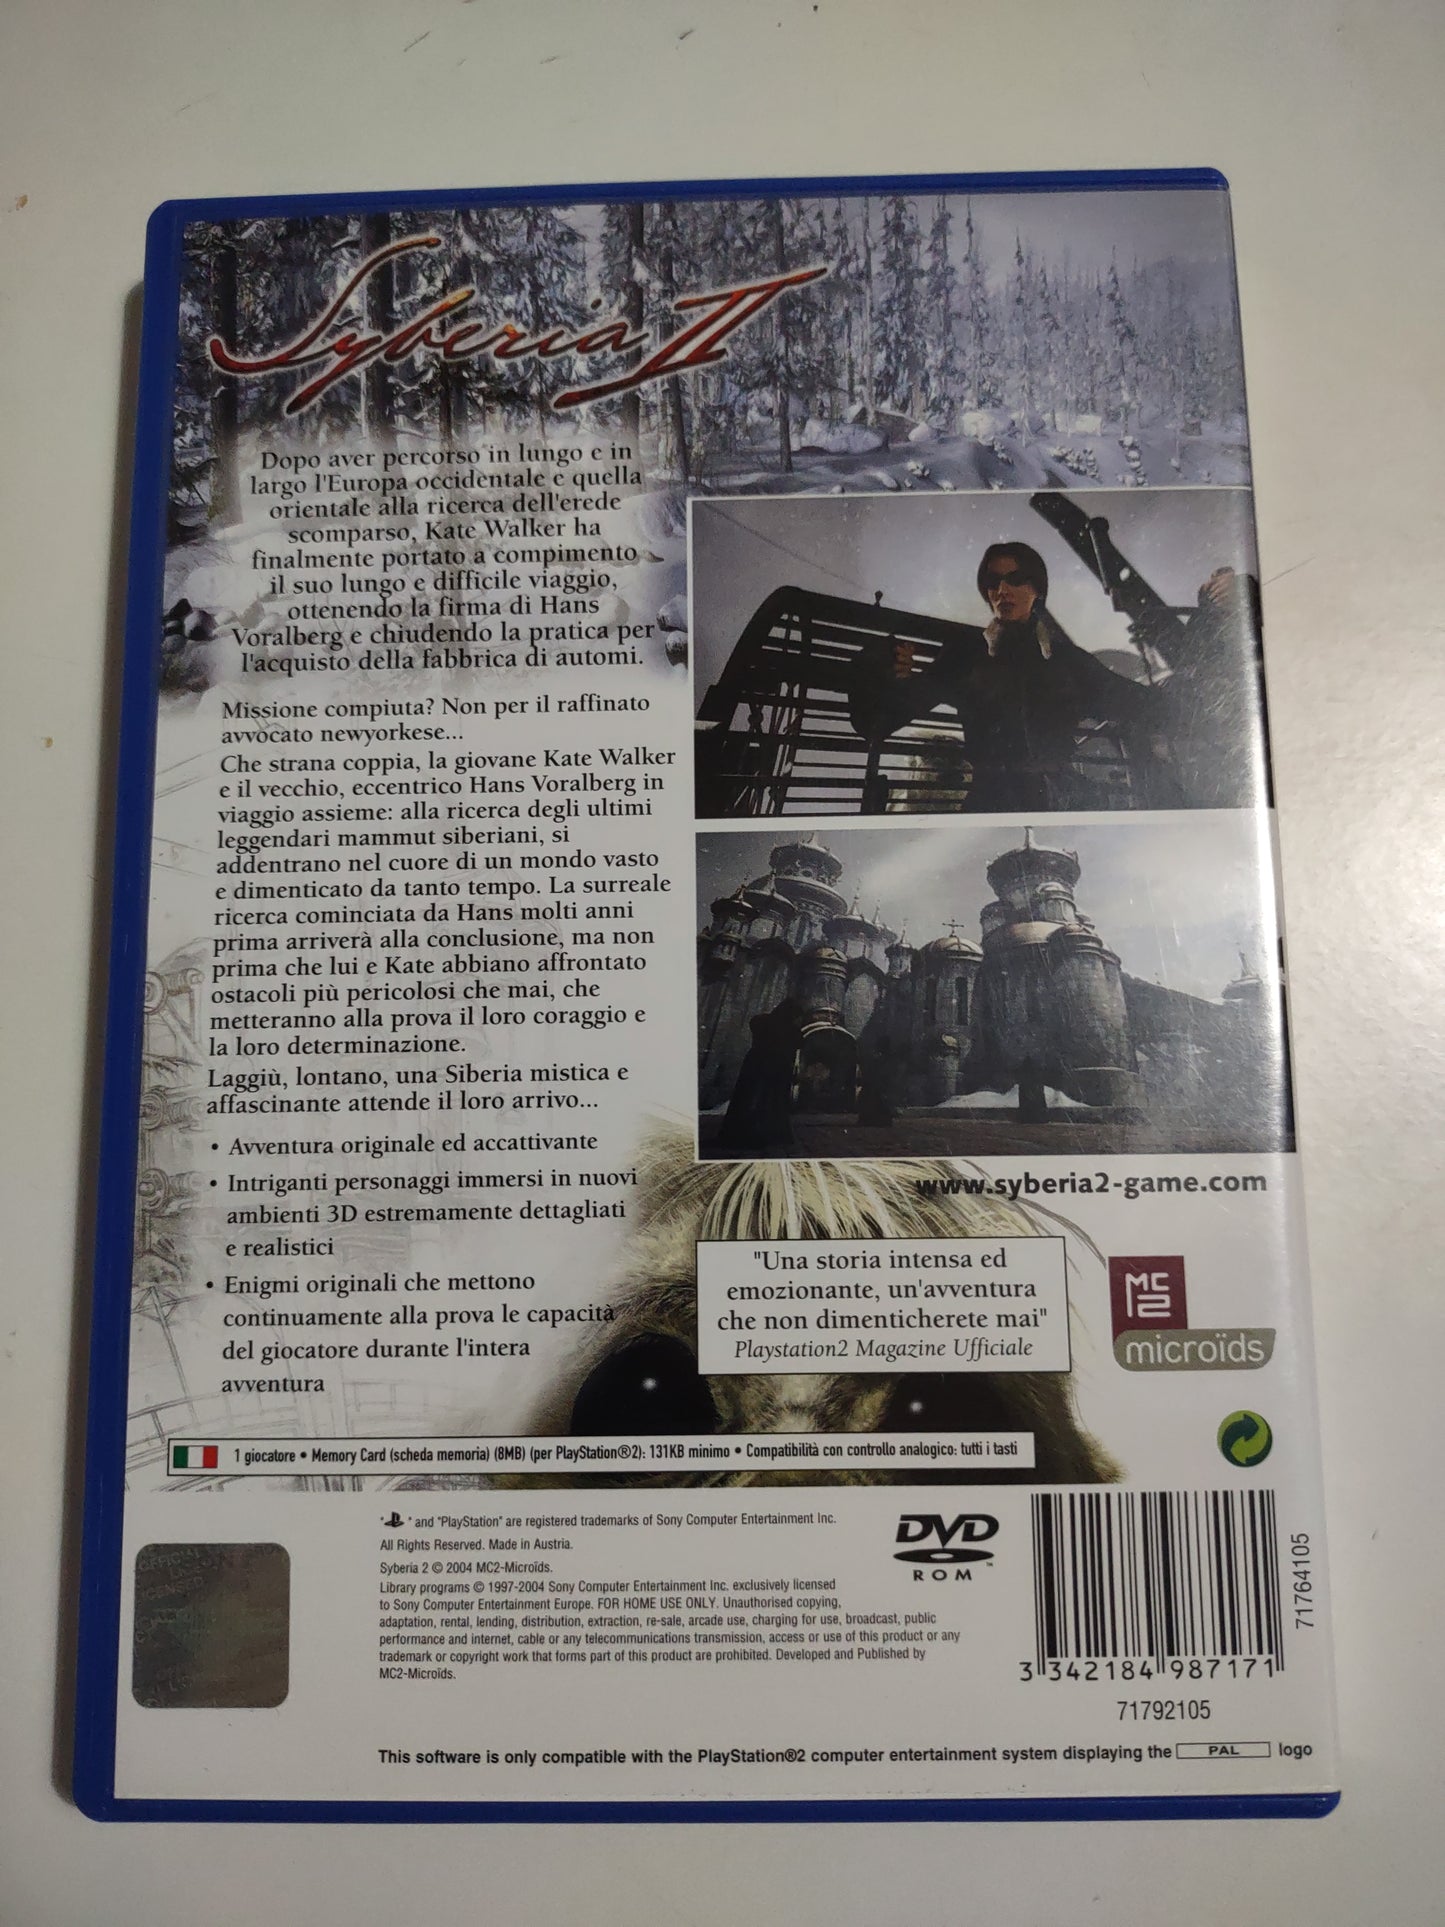 Syberia II
Dopo aver percorso in lungo e in
largo l'Europa occidentale e quella
orientale alla ricerca dell'erede
scomparso, Kate Walker ha
finalmente portato a compimento
il suo lungo e difficile viaggio,
ottenendo la firma di Hans
Voralberg e chiudendo la pratica per
l'acquisto della fabbrica di automi.
Missione compiuta? Non per il raffinato
avvocato newyorkese...
Che strana coppia, la giovane Kate Walker
e il vecchio, eccentrico Hans Voralberg in
viaggio assieme: alla ricerca degli ultimi
leggendari mammut siberiani, si
addentrano nel cuore di un mondo vasto
e dimenticato da tanto tempo. La surreale
ricerca cominciata da Hans molti anni
prima arriverà alla conclusione, ma non
prima che lui e Kate abbiano affrontato
ostacoli più pericolosi che mai, che
metteranno alla prova il loro coraggio e
la loro determinazione.
Laggiù, lontano, una Siberia mistica e
affascinante attende il loro arrivo...
• Avventura originale ed accattivante
• Intriganti personaggi immersi in nuovi
ambienti 3D estremamente dettagliati
e realistici
• Enigmi originali che mettono
continuamente alla prova le capacità
del giocatore durante l'intera
avventura
www.syberia2-game.com
"Una storia intensa ed
emozionante, un'avventura
che non dimenticherete mai"
Playstation2 Magazine Ufficiale
MC2
microïds
1 giocatore • Memory Card (scheda memoria) (8MB) (per PlayStation®2): 131KB minimo • Compatibilità con controllo analogico: tutti i tasti
" " and "PlayStation" are registered trademarks of Sony Computer Entertainment Inc.
All Rights Reserved. Made in Austria.
Syberia 2 © 2004 MC2-Microïds.
Library programs © 1997-2004 Sony Computer Entertainment Inc. exclusively licensed
to Sony Computer Entertainment Europe. FOR HOME USE ONLY. Unauthorised copying,
adaptation, rental, lending, distribution, extraction, re-sale, arcade use, charging for use, broadcast, public
performance and internet, cable or any telecommunications transmission, access or use of this product or any
trademark or copyright work that forms part of this product are prohibited. Developed and Published by
MC2-Microïds.
DVD
ROM
3 342184 987171
71764105
71792105
This software is only compatible with the PlayStation®2 computer entertainment system displaying the PAL logo